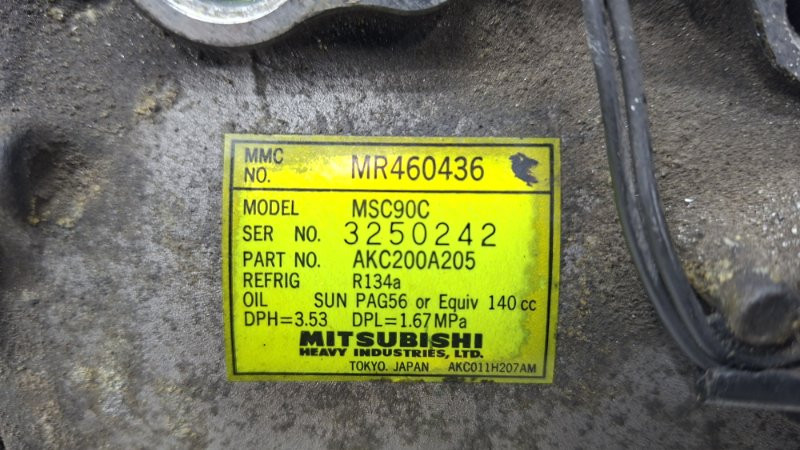 MMC
NO. MR460436
MODEL MSC90C
SER NO. 3250242
PART NO. AKC200A205
REFRIG R134a
OIL SUN PAG56 or Equiv 140 cc
DPH=3.53 DPL=1.67MPa
MITSUBISHI
HEAVY INDUSTRIES, LTD.
TOKYO. JAPAN AKC011H207AM